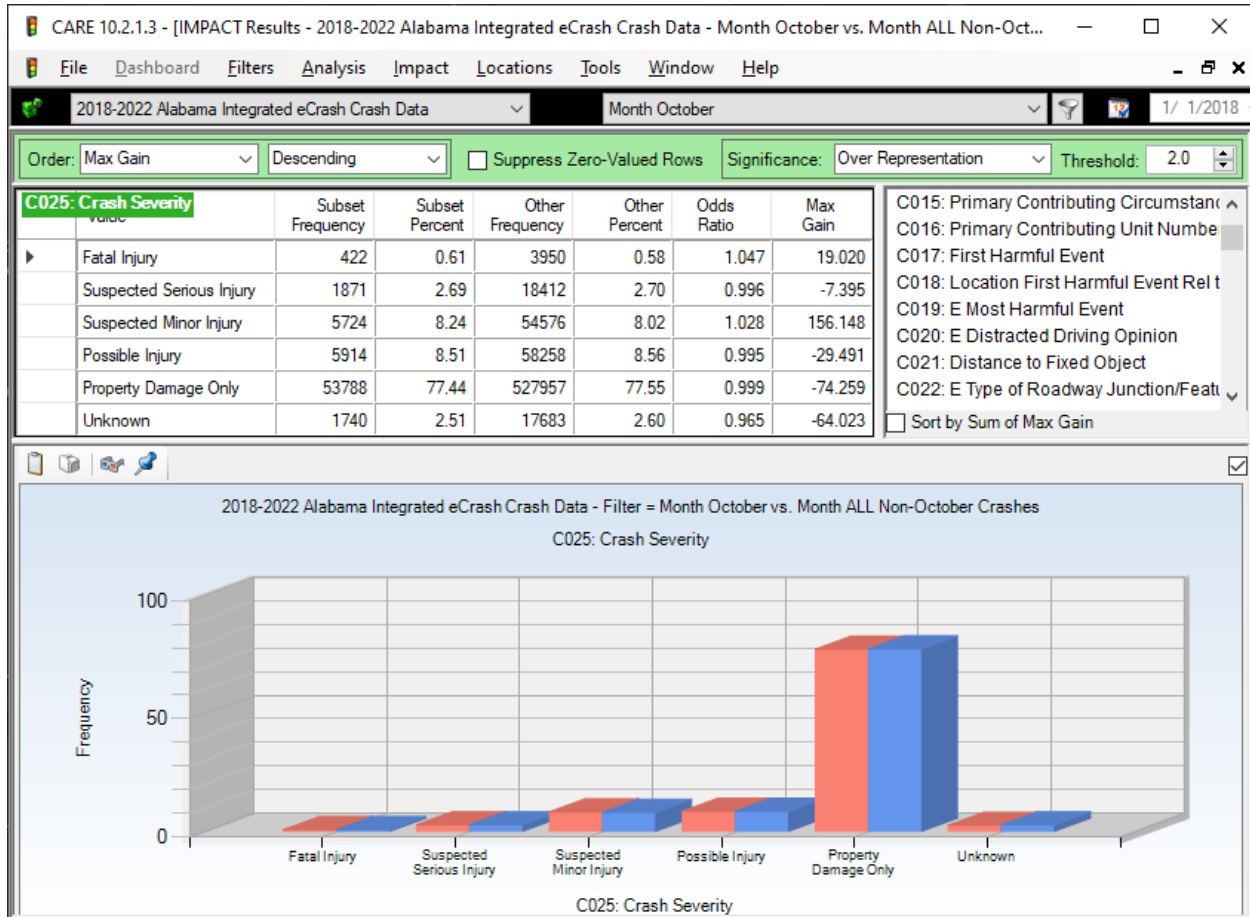 CARE 10.2.1.3 - [IMPACT Results - 2018-2022 Alabama Integrated eCrash Crash Data - Month October vs. Month ALL Non-Oct...
File Dashboard Filters Analysis Impact Locations Tools Window Help
2018-2022 Alabama Integrated eCrash Crash Data Month October 1/ 1/2018
Order: Max Gain Descending Suppress Zero-Valued Rows Significance: Over Representation Threshold: 2.0
C025: Crash Severity
Value Subset Frequency Subset Percent Other Frequency Other Percent Odds Ratio Max Gain
Fatal Injury 422 0.61 3950 0.58 1.047 19.020
Suspected Serious Injury 1871 2.69 18412 2.70 0.996 -7.395
Suspected Minor Injury 5724 8.24 54576 8.02 1.028 156.148
Possible Injury 5914 8.51 58258 8.56 0.995 -29.491
Property Damage Only 53788 77.44 527957 77.55 0.999 -74.259
Unknown 1740 2.51 17683 2.60 0.965 -64.023
C015: Primary Contributing Circumstanc
C016: Primary Contributing Unit Number
C017: First Harmful Event
C018: Location First Harmful Event Rel t
C019: E Most Harmful Event
C020: E Distracted Driving Opinion
C021: Distance to Fixed Object
C022: E Type of Roadway Junction/Featu
Sort by Sum of Max Gain
2018-2022 Alabama Integrated eCrash Crash Data - Filter = Month October vs. Month ALL Non-October Crashes
C025: Crash Severity
100
50
0
Frequency
Fatal Injury
Suspected
Serious Injury
Suspected
Minor Injury
Possible Injury
Property
Damage Only
Unknown
C025: Crash Severity